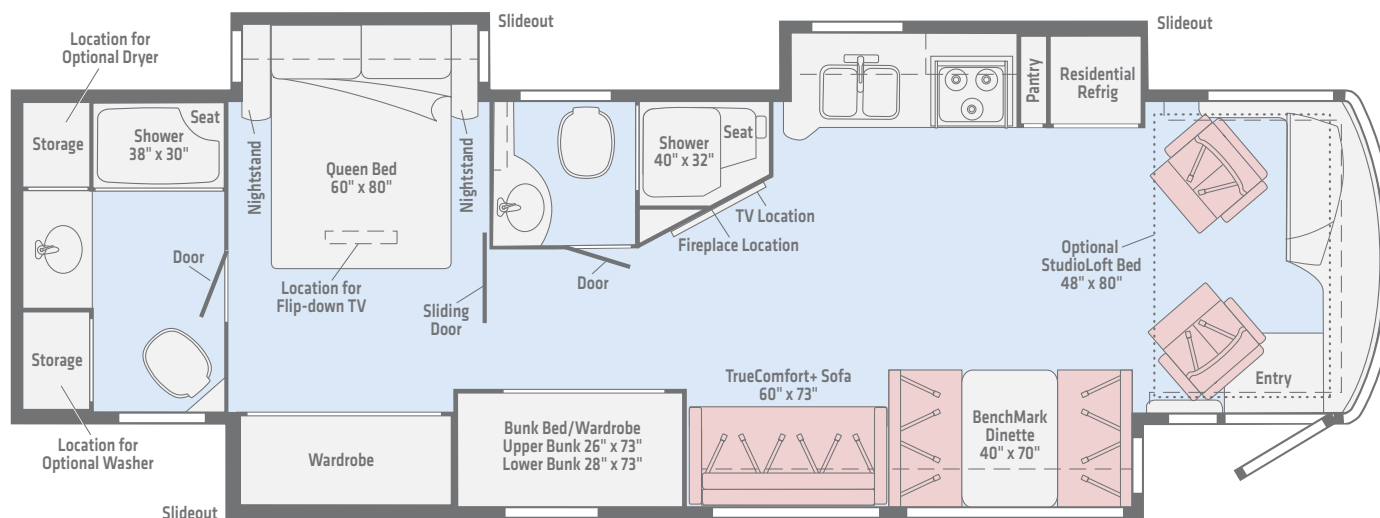 Slideout
Slideout
Location for
Optional Dryer
Storage
Seat
Shower
38" x 30"
Nightstand
Queen Bed
60" x 80"
Nightstand
Location for
Flip-down TV
Door
Sliding
Door
Storage
Location for
Optional Washer
Wardrobe
Slideout
Shower
40" x 32"
Seat
TV Location
Fireplace Location
Door
Pantry
Residential
Refrig
Optional
StudioLoft Bed
48" x 80"
Entry
Bunk Bed/Wardrobe
Upper Bunk 26" x 73"
Lower Bunk 28" x 73"
TrueComfort+ Sofa
60" x 73"
BenchMark
Dinette
40" x 70"